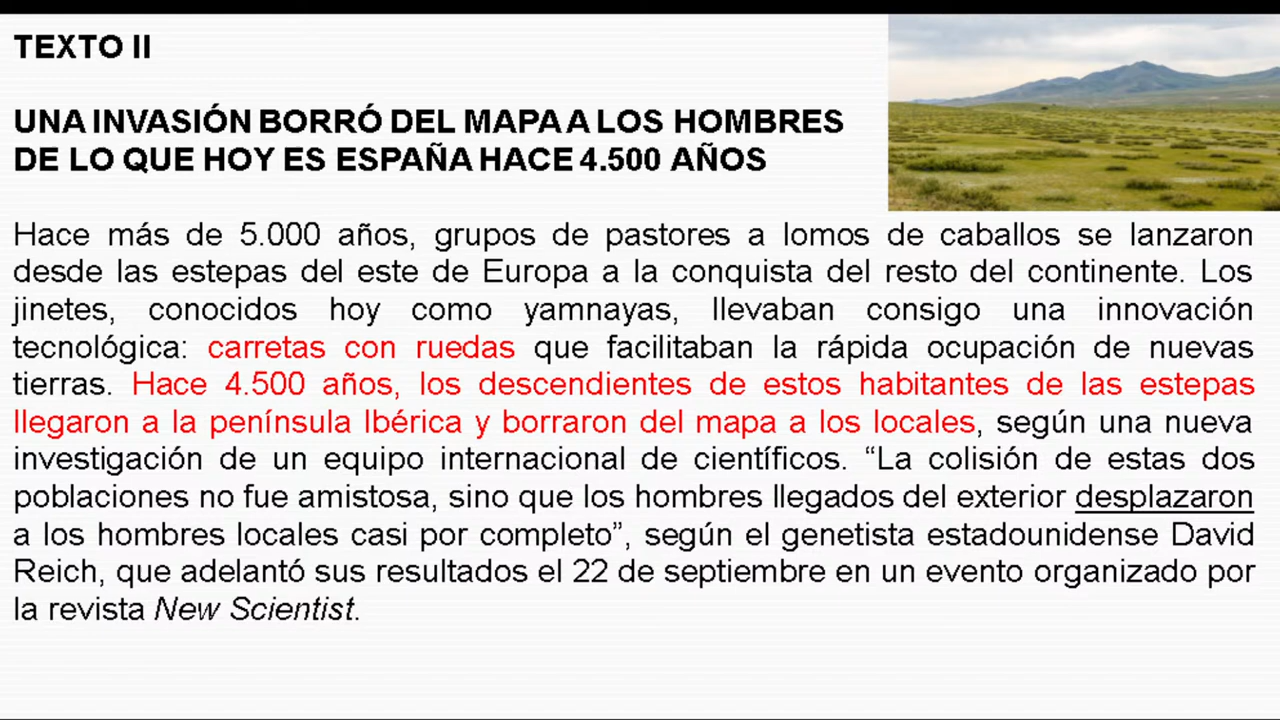 TEXTO II
UNA INVASIÓN BORRÓ DEL MAPA A LOS HOMBRES
DE LO QUE HOY ES ESPAÑA HACE 4.500 AÑOS
Hace más de 5.000 años, grupos de pastores a lomos de caballos se lanzaron
desde las estepas del este de Europa a la conquista del resto del continente. Los
jinetes, conocidos hoy como yamnayas, llevaban consigo una innovación
tecnológica: carretas con ruedas que facilitaban la rápida ocupación de nuevas
tierras. Hace 4.500 años, los descendientes de estos habitantes de las estepas
llegaron a la península Ibérica y borraron del mapa a los locales, según una nueva
investigación de un equipo internacional de científicos. “La colisión de estas dos
poblaciones no fue amistosa, sino que los hombres llegados del exterior desplazaron
a los hombres locales casi por completo”, según el genetista estadounidense David
Reich, que adelantó sus resultados el 22 de septiembre en un evento organizado por
la revista New Scientist.